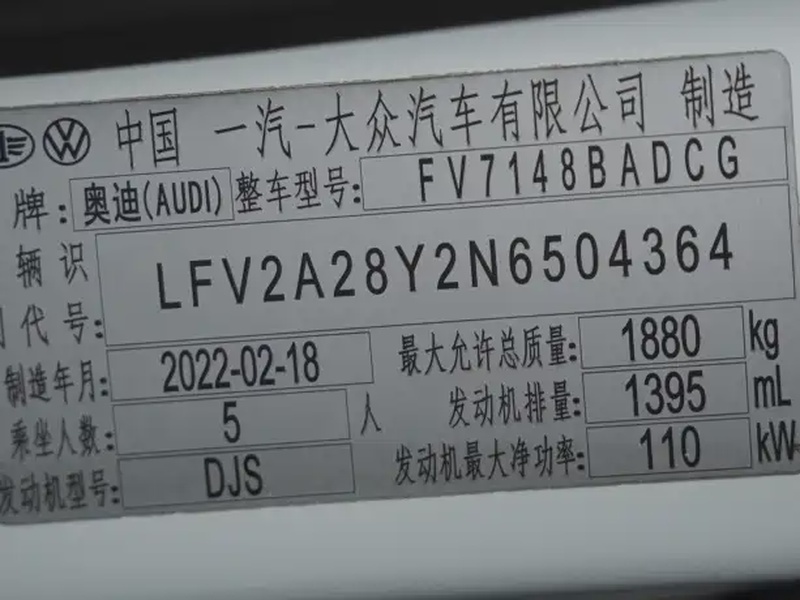 中国 一汽-大众汽车有限公司 制造
牌: 奥迪(AUDI) 整车型号: FV7148BADCG
辆识
代号: LFV2A28Y2N6504364
制造年月: 2022-02-18 最大允许总质量: 1880 kg
乘坐人数: 5 人 发动机排量: 1395 mL
发动机型号: DJS 发动机最大净功率: 110 kW